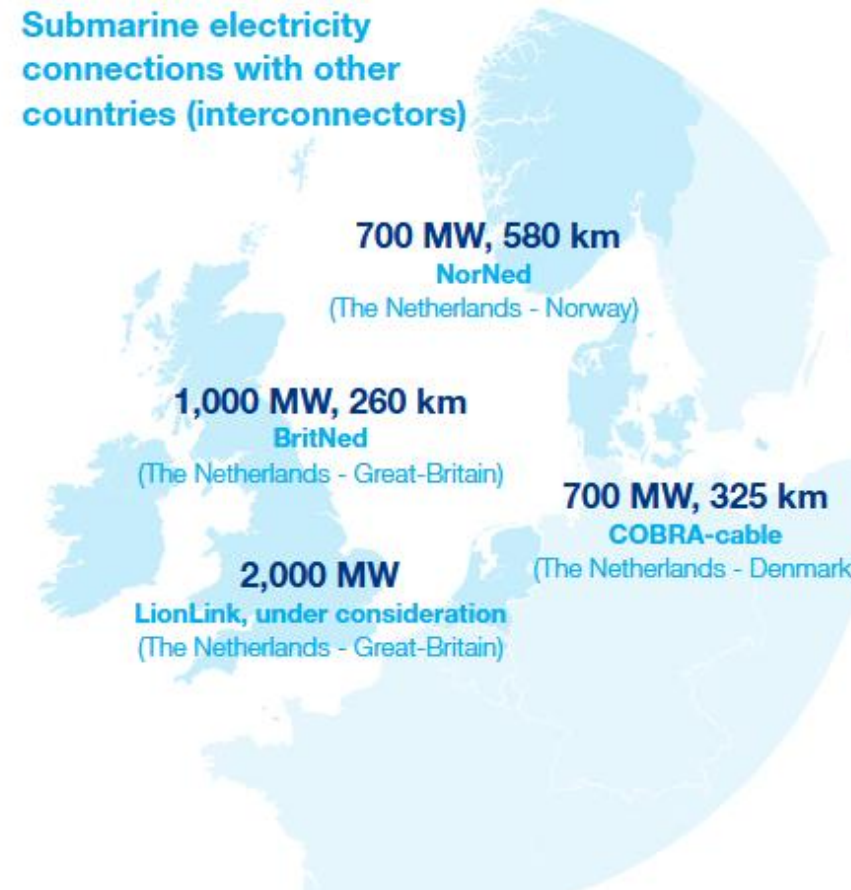 Submarine electricity
connections with other
countries (interconnectors)
700 MW, 580 km
NorNed
(The Netherlands - Norway)
1,000 MW, 260 km
BritNed
(The Netherlands - Great-Britain)
700 MW, 325 km
COBRA-cable
(The Netherlands - Denmark
2,000 MW
LionLink, under consideration
(The Netherlands - Great-Britain)